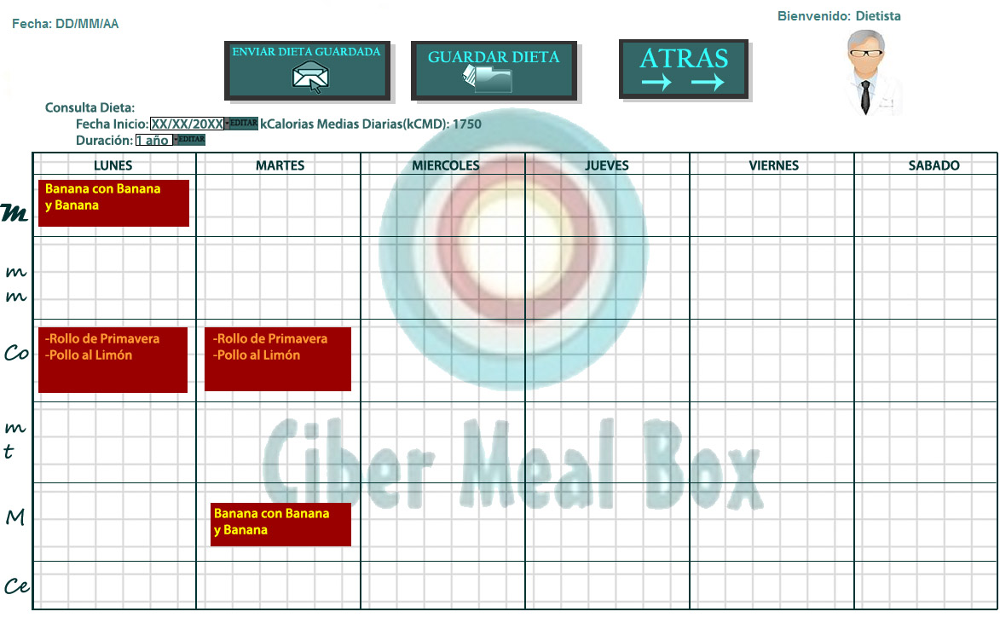 Fecha: DD/MM/AA
Bienvenido: Dietista
ENVIAR DIETA GUARDADA
GUARDAR DIETA
ATRAS
Consulta Dieta:
Fecha Inicio: XX/XX/20XX -EDITAR kCalorias Medias Diarias(kCMD): 1750
Duración: 1 año -EDITAR
LUNES MARTES MIERCOLES JUEVES VIERNES SABADO
m
Banana con Banana
y Banana
m
m
Co
-Rollo de Primavera
-Pollo al Limón
-Rollo de Primavera
-Pollo al Limón
m
t
Ciber Meal Box
M
Banana con Banana
y Banana
Ce